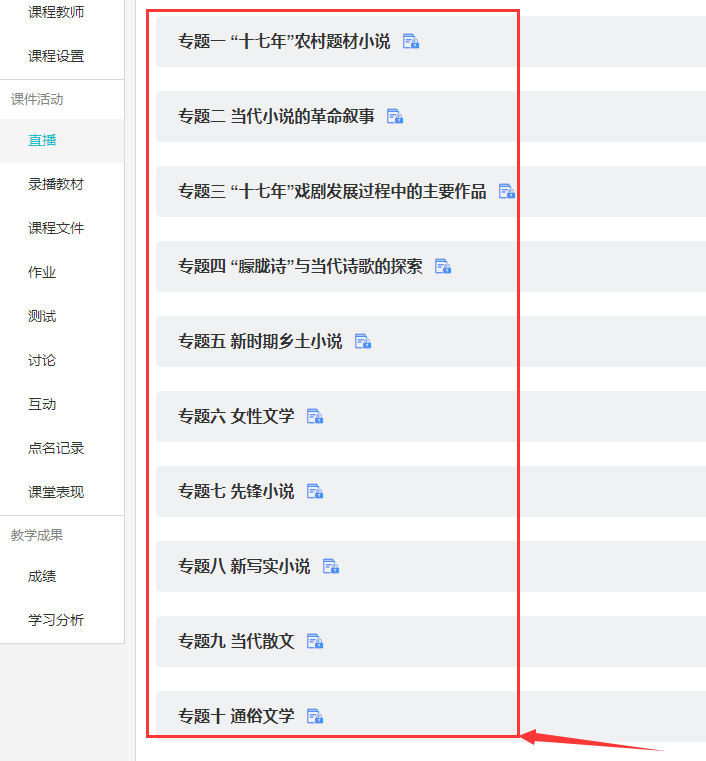 课程教师
课程设置
课件活动
直播
录播教材
课程文件
作业
测试
讨论
互动
点名记录
课堂表现
教学成果
成绩
学习分析
专题一 “十七年”农村题材小说
专题二 当代小说的革命叙事
专题三 “十七年”戏剧发展过程中的主要作品
专题四 “朦胧诗”与当代诗歌的探索
专题五 新时期乡土小说
专题六 女性文学
专题七 先锋小说
专题八 新写实小说
专题九 当代散文
专题十 通俗文学